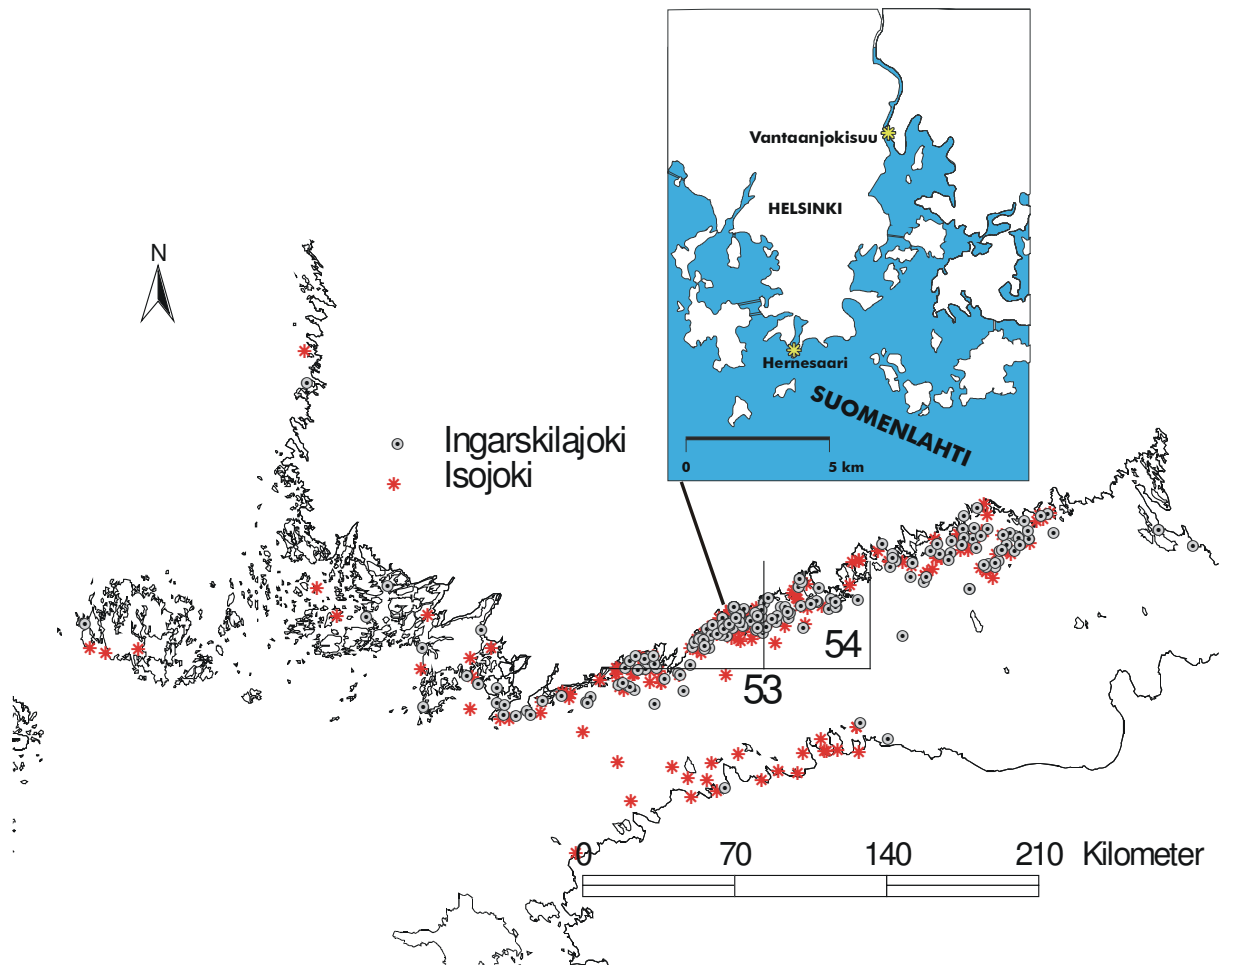 Vantaanjokisuu
HELSINKI
Hernesaari
SUOMENLAHTI
0 5 km
N
Ingarskilajoki
Isojoki
54
53
0 70 140 210 Kilometer